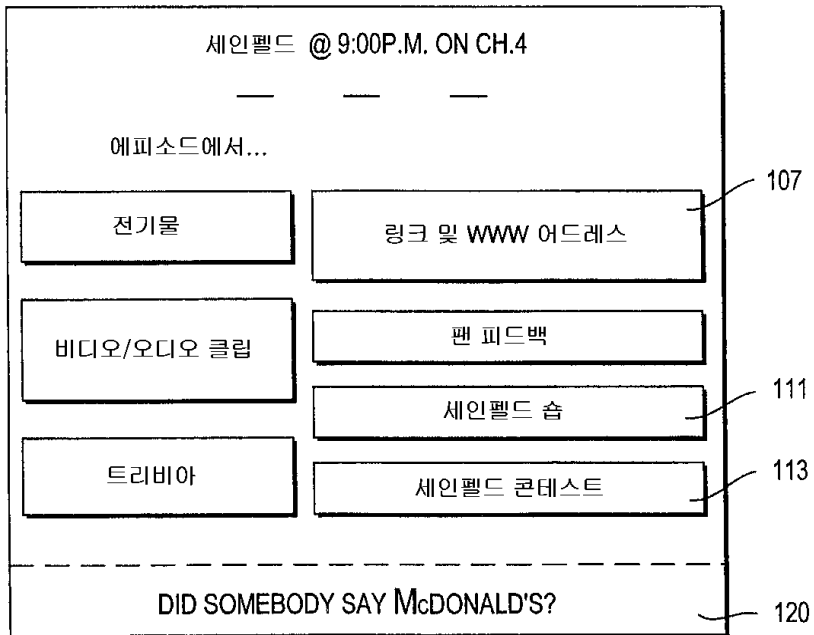 세인펠드 @ 9:00P.M. ON CH.4
에피소드에서...
전기물
링크 및 WWW 어드레스
107
비디오/오디오 클립
팬 피드백
세인펠드 숍
111
트리비아
세인펠드 콘테스트
113
DID SOMEBODY SAY McDONALD'S?
120